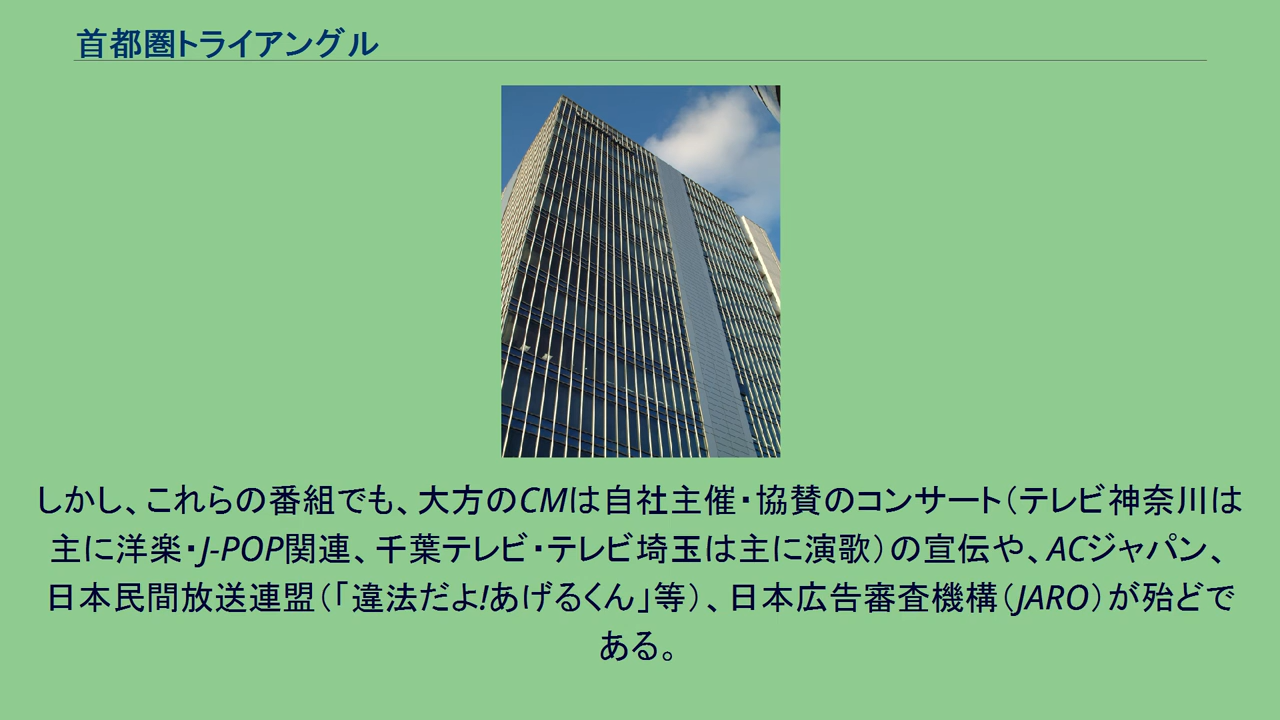 首都圏トライアングル
しかし、これらの番組でも、大方のCMは自社主催・協賛のコンサート（テレビ神奈川は
主に洋楽・J-POP関連、千葉テレビ・テレビ埼玉は主に演歌）の宣伝や、ACジャパン、
日本民間放送連盟（「違法だよ!あげるくん」等）、日本広告審査機構（JARO）が殆どで
ある。